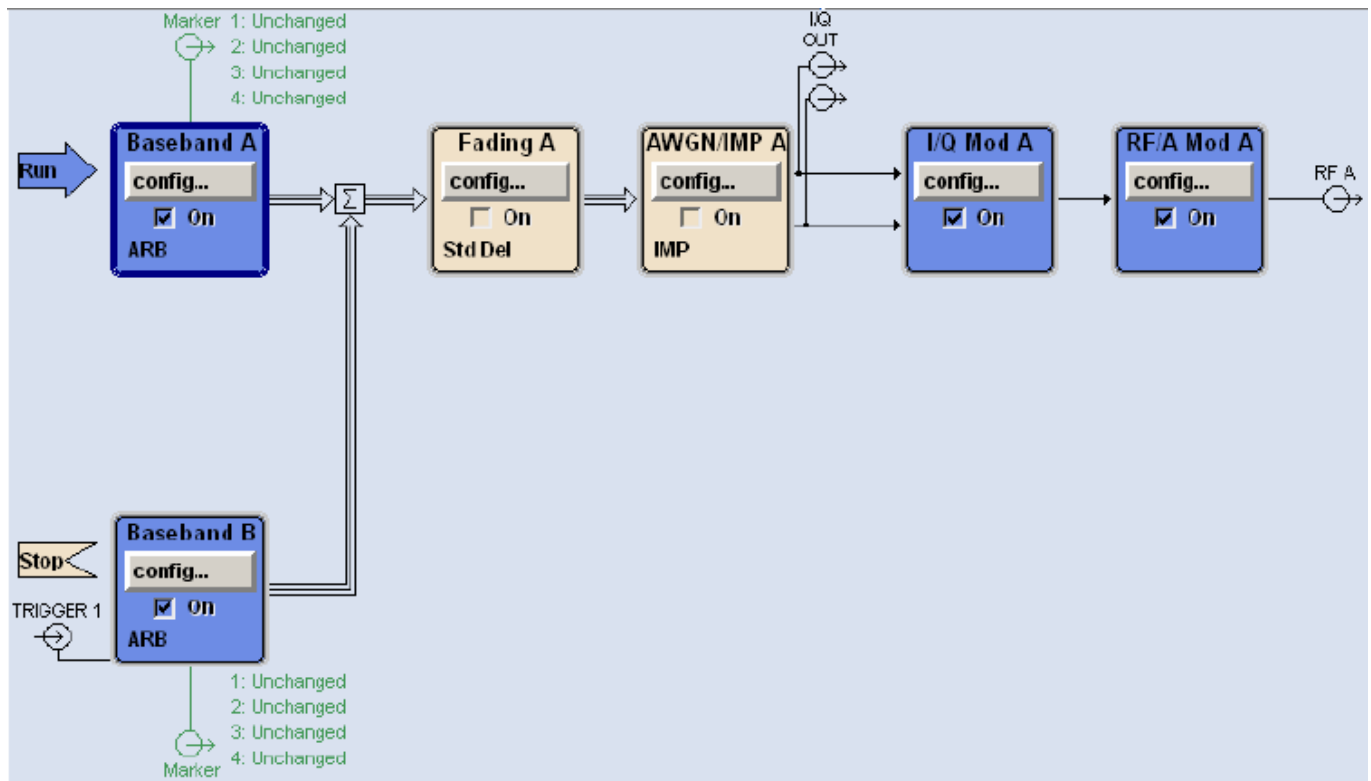 Marker 1: Unchanged
2: Unchanged
3: Unchanged
4: Unchanged
I/Q
OUT
Run
Baseband A
config...
On
ARB
Σ
Fading A
config...
On
Std Del
AWGN/IMP A
config...
On
IMP
I/Q Mod A
config...
On
RF/A Mod A
config...
On
RF A
Stop
TRIGGER 1
Baseband B
config...
On
ARB
1: Unchanged
2: Unchanged
3: Unchanged
4: Unchanged
Marker